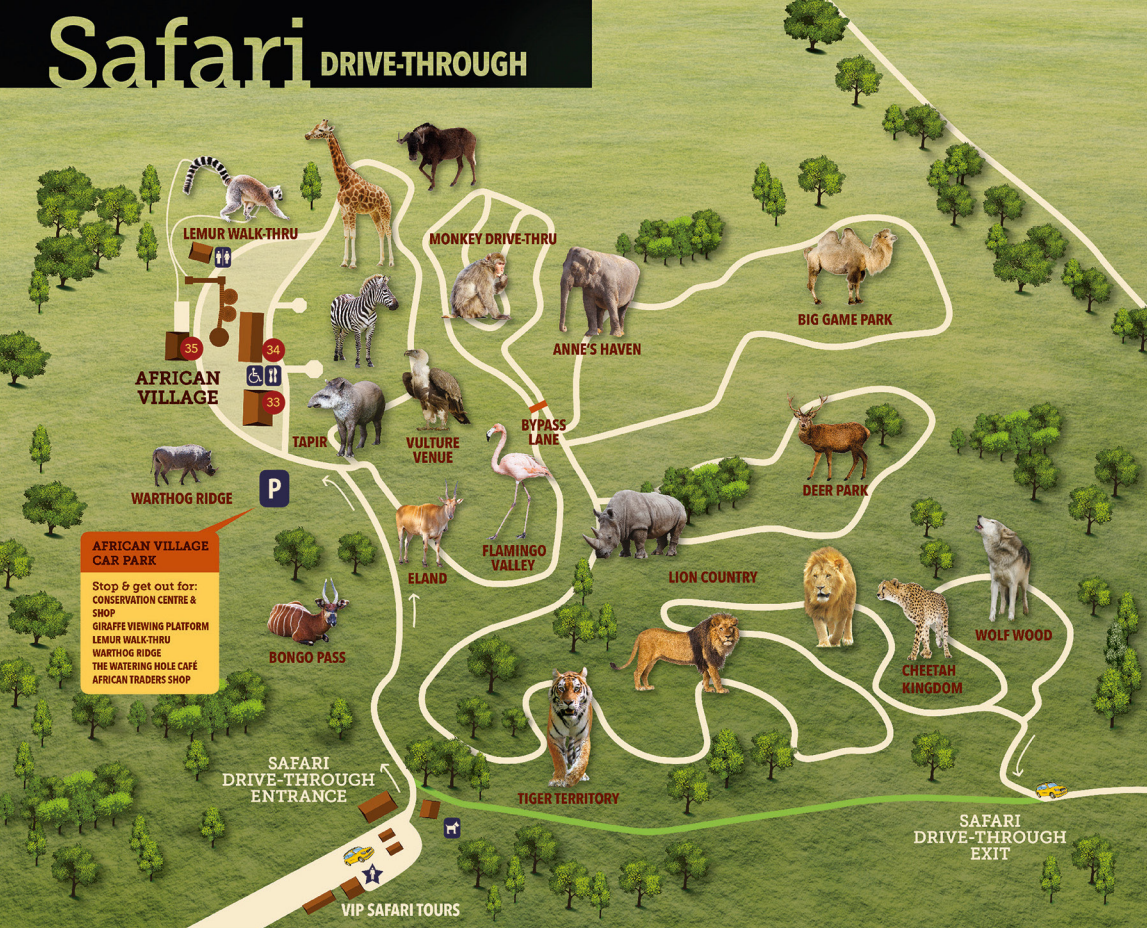 Safari DRIVE-THROUGH
LEMUR WALK-THRU
MONKEY DRIVE-THRU
BIG GAME PARK
ANNE'S HAVEN
35
34
AFRICAN
VILLAGE
33
BYPASS
LANE
TAPIR
VULTURE
VENUE
WARTHOG RIDGE
P
DEER PARK
AFRICAN VILLAGE
CAR PARK
Stop & get out for:
CONSERVATION CENTRE &
SHOP
GIRAFFE VIEWING PLATFORM
LEMUR WALK-THRU
WARTHOG RIDGE
THE WATERING HOLE CAFÉ
AFRICAN TRADERS SHOP
FLAMINGO
VALLEY
ELAND
LION COUNTRY
BONGO PASS
WOLF WOOD
CHEETAH
KINGDOM
SAFARI
DRIVE-THROUGH
ENTRANCE
TIGER TERRITORY
SAFARI
DRIVE-THROUGH
EXIT
VIP SAFARI TOURS